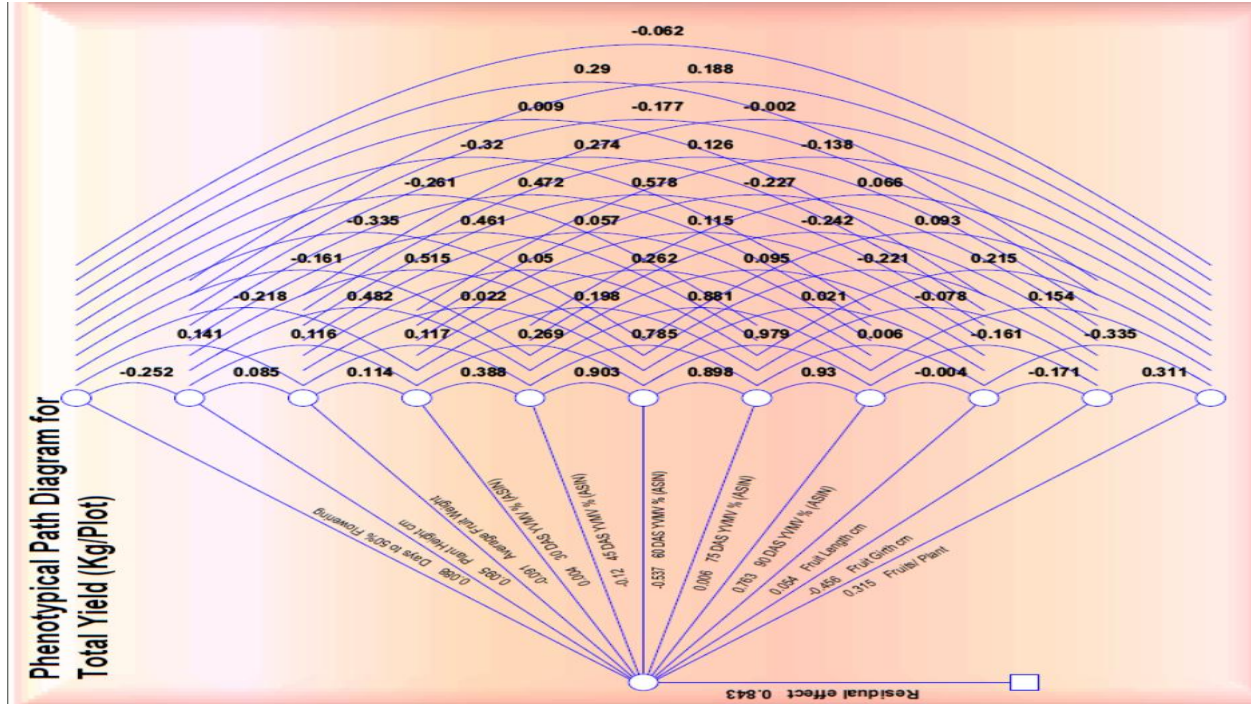 Phenotypical Path Diagram for
Total Yield (Kg/Plot)
-0.062
0.29 0.188
0.009 -0.177 -0.002
-0.32 0.274 0.126 -0.138
-0.261 0.472 0.578 -0.227 0.066
-0.335 0.461 0.057 0.115 -0.242 0.093
-0.161 0.515 0.05 0.262 0.095 -0.221 0.215
-0.218 0.482 0.022 0.198 0.881 0.021 -0.078 0.154
0.141 0.116 0.117 0.269 0.785 0.979 0.006 -0.161 -0.335
-0.252 0.085 0.114 0.388 0.903 0.898 0.93 -0.004 -0.171 0.311
0.088 Days to 50% Flowering
0.095 Plant Height cm
-0.091 Average Fruit Weight
0.004 30 DAS YVMV % (ASIN)
-0.12 45 DAS YVMV % (ASIN)
-0.537 60 DAS YVMV % (ASIN)
0.006 75 DAS YVMV % (ASIN)
0.763 90 DAS YVMV % (ASIN)
0.054 Fruit Length cm
-0.456 Fruit Girth cm
0.315 Fruits/ Plant
Residual effect 0.843